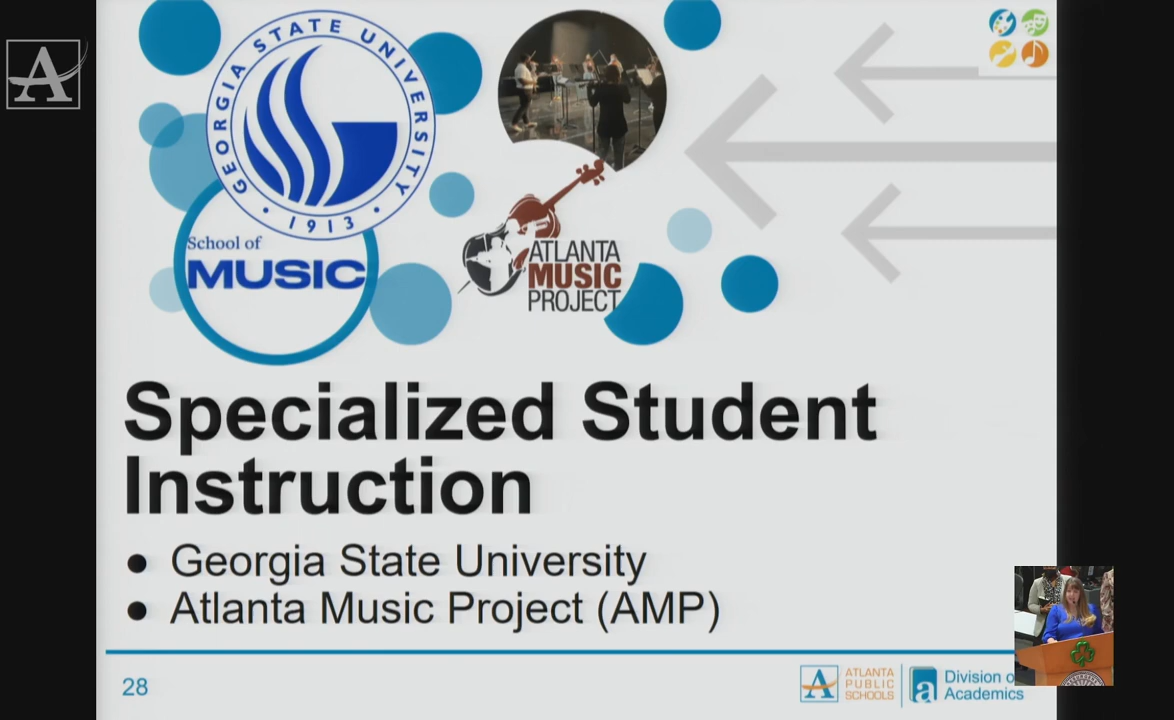 A
GEORGIA STATE UNIVERSITY
1913
School of
MUSIC
ATLANTA
MUSIC
PROJECT
Specialized Student
Instruction
● Georgia State University
● Atlanta Music Project (AMP)
28
A
ATLANTA
PUBLIC
SCHOOLS
a
Division o
Academics